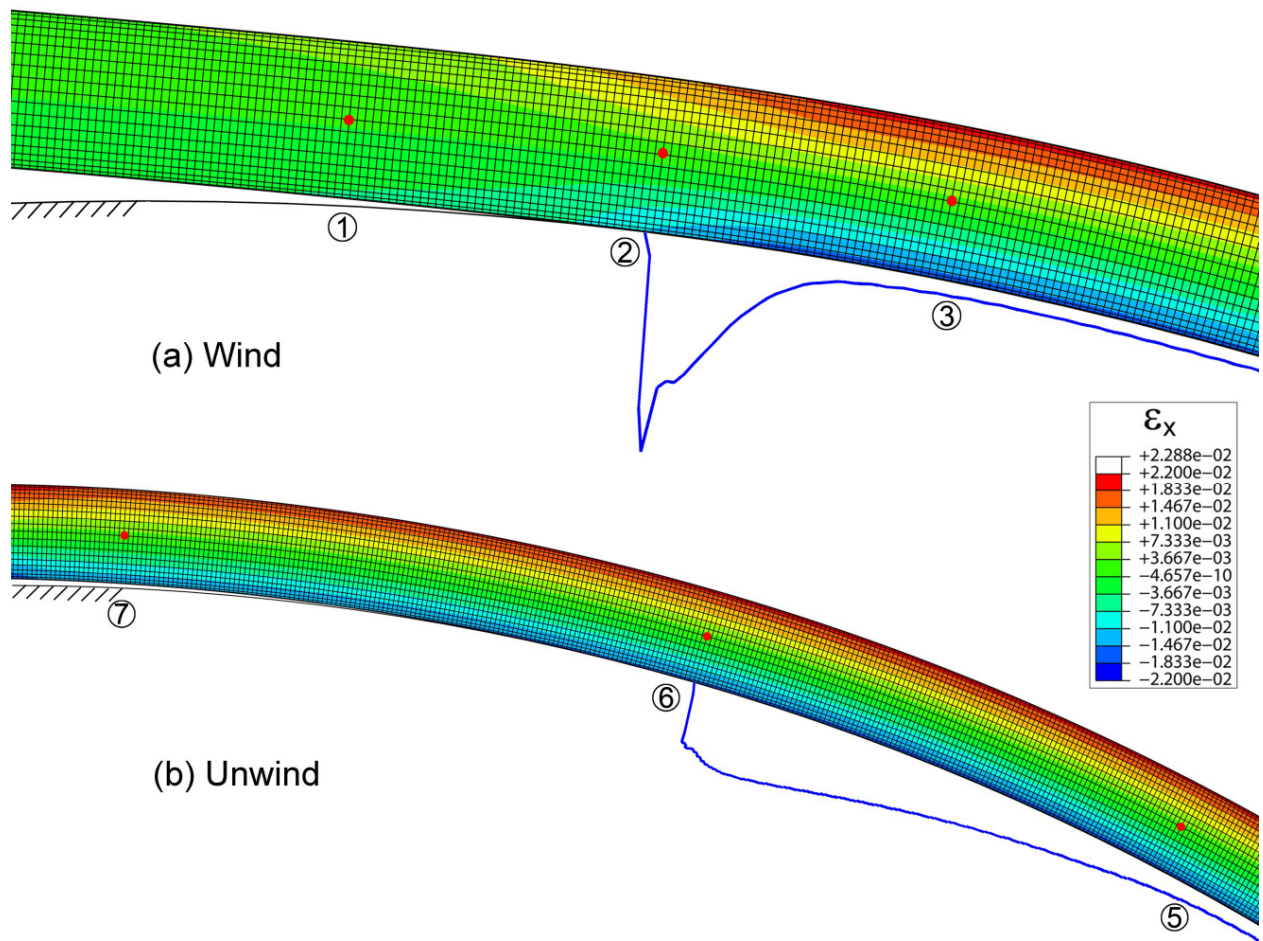 ①
②
③
(a) Wind
εx
+2.288e−02
+2.200e−02
+1.833e−02
+1.467e−02
+1.100e−02
+7.333e−03
+3.667e−03
−4.657e−10
−3.667e−03
−7.333e−03
−1.100e−02
−1.467e−02
−1.833e−02
−2.200e−02
⑦
⑥
(b) Unwind
⑤